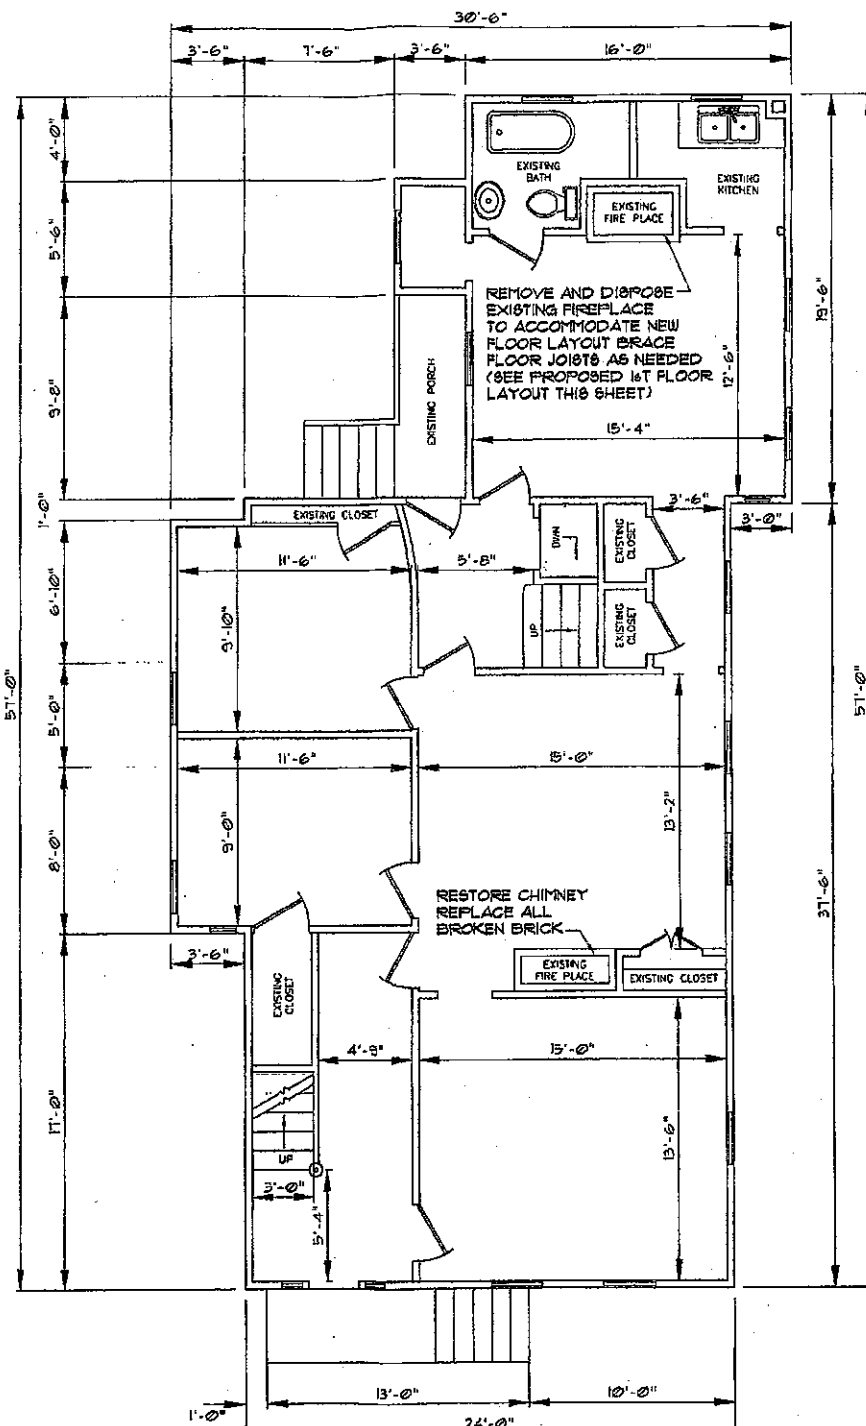 30'-6"
3'-6"
7'-6"
3'-6"
16'-0"
4'-0"
5'-6"
9'-8"
1'-0"
6'-10"
5'-0"
8'-0"
17'-0"
57'-0"
EXISTING
BATH
EXISTING
KITCHEN
EXISTING
FIRE PLACE
REMOVE AND DISPOSE
EXISTING FIREPLACE
TO ACCOMMODATE NEW
FLOOR LAYOUT BRACE
FLOOR JOISTS AS NEEDED
(SEE PROPOSED 1ST FLOOR
LAYOUT THIS SHEET)
12'-6"
19'-6"
15'-4"
EXISTING PORCH
3'-6"
3'-0"
EXISTING CLOSET
11'-6"
9'-10"
5'-8"
DWN
UP
EXISTING
CLOSET
EXISTING
CLOSET
57'-0"
11'-6"
9'-0"
15'-0"
13'-2"
37'-6"
RESTORE CHIMNEY
REPLACE ALL
BROKEN BRICK
EXISTING
FIRE PLACE
EXISTING CLOSET
3'-6"
EXISTING
CLOSET
15'-0"
13'-6"
UP
3'-0"
5'-4"
13'-0"
10'-0"
1'-0"
24'-0"